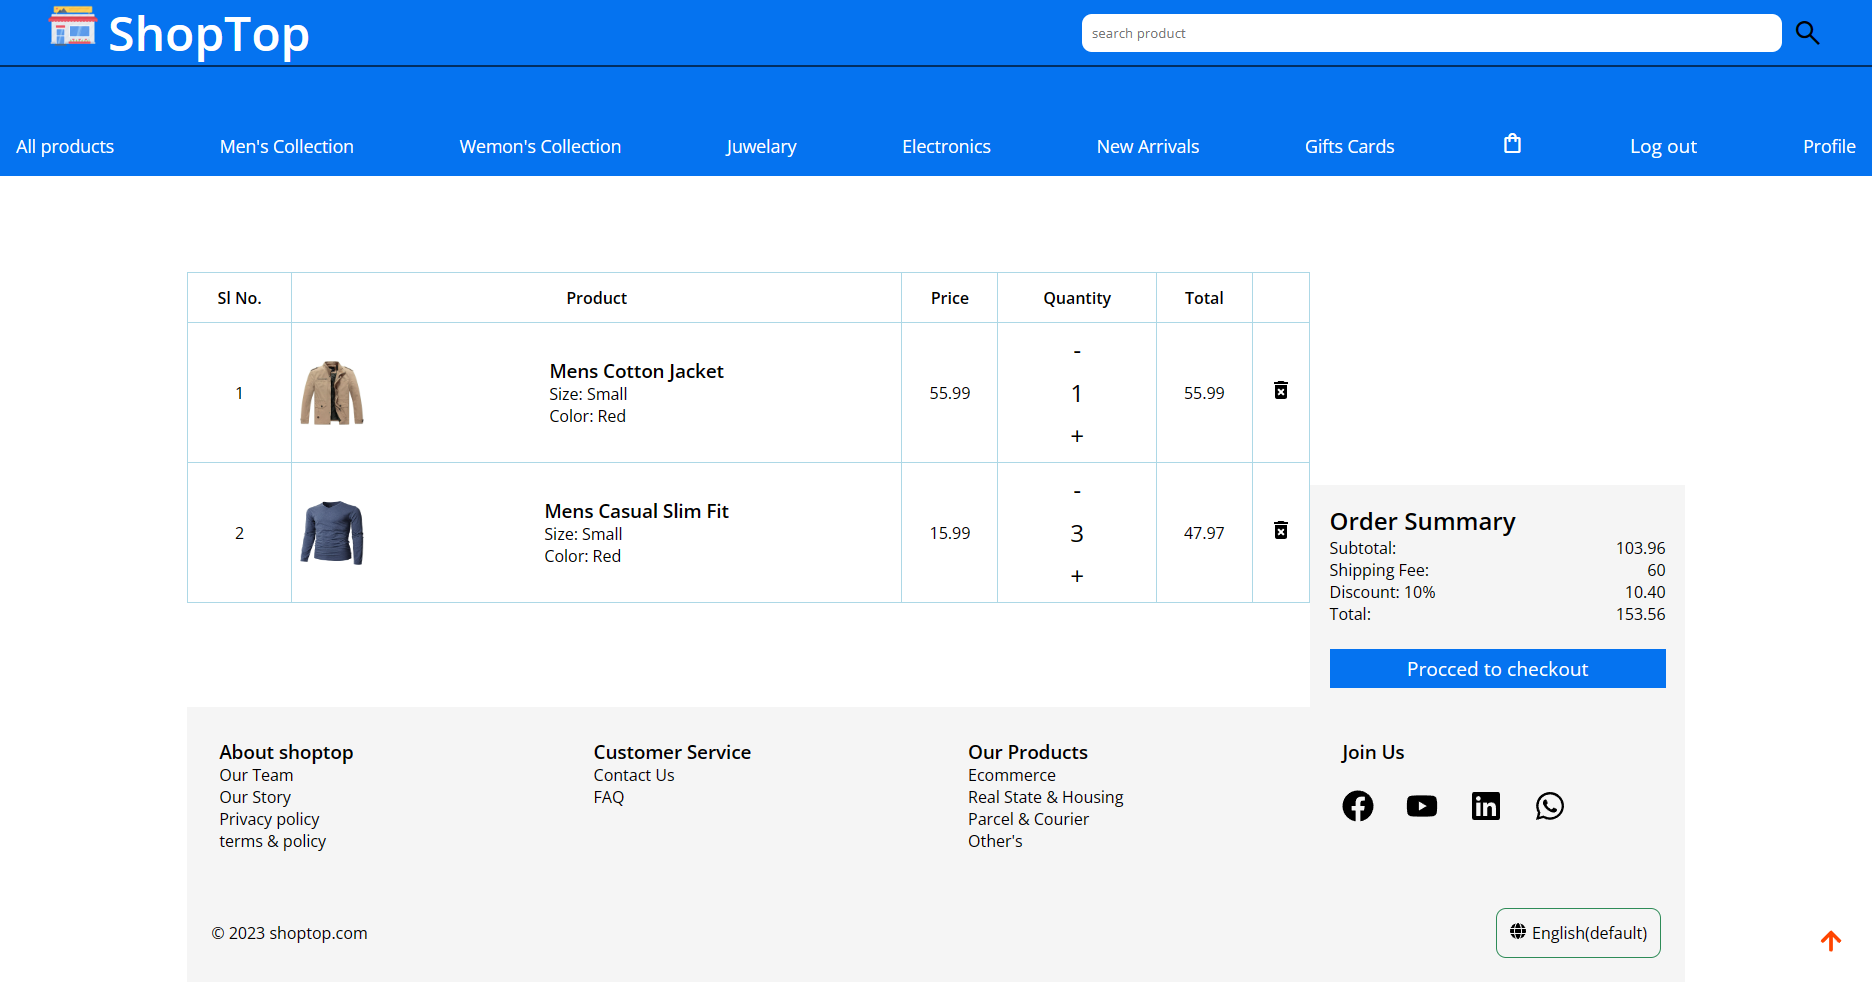 ShopTop
search product
All products Men's Collection Wemon's Collection Juwelary Electronics New Arrivals Gifts Cards Log out Profile
Sl No. Product Price Quantity Total
1 Mens Cotton Jacket 55.99 - 1 + 55.99
Size: Small
Color: Red
2 Mens Casual Slim Fit 15.99 - 3 + 47.97
Size: Small
Color: Red
Order Summary
Subtotal: 103.96
Shipping Fee: 60
Discount: 10% 10.40
Total: 153.56
Procced to checkout
About shoptop
Our Team
Our Story
Privacy policy
terms & policy
Customer Service
Contact Us
FAQ
Our Products
Ecommerce
Real State & Housing
Parcel & Courier
Other's
Join Us
© 2023 shoptop.com
English(default)